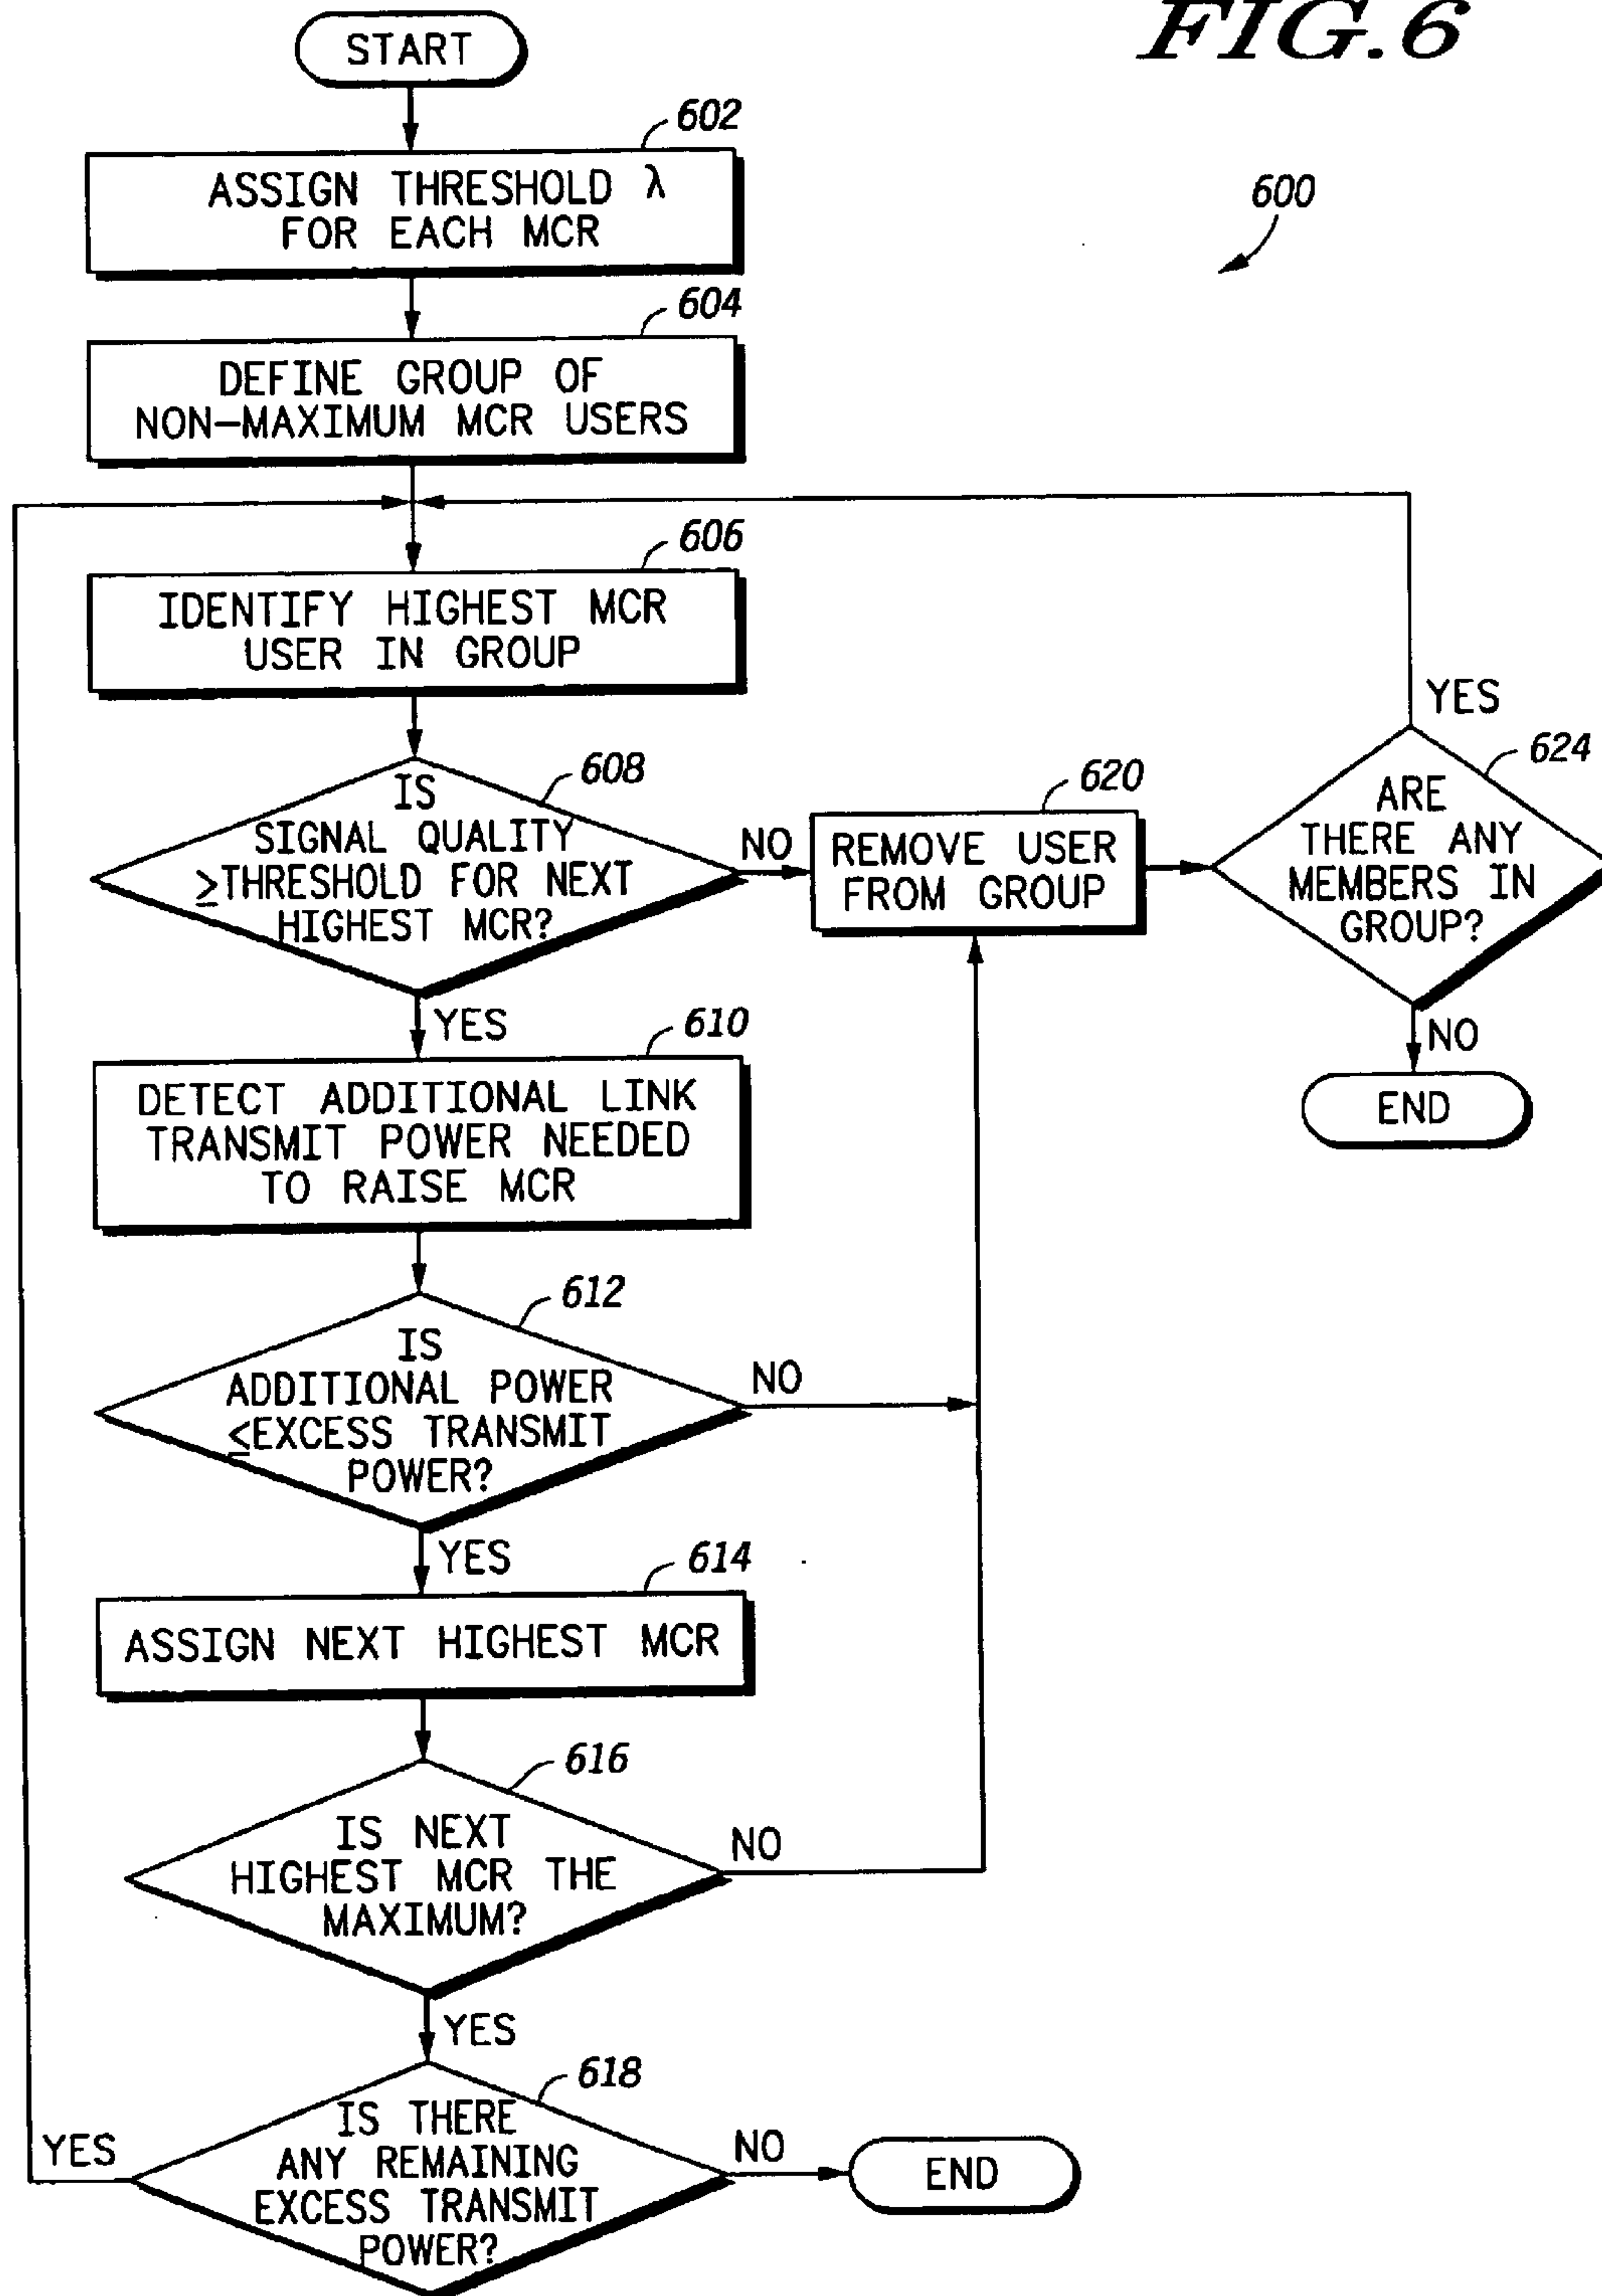 FIG.6
START
602
ASSIGN THRESHOLD λ
FOR EACH MCR
600
604
DEFINE GROUP OF
NON-MAXIMUM MCR USERS
606
IDENTIFY HIGHEST MCR
USER IN GROUP
608
IS
SIGNAL QUALITY
≥THRESHOLD FOR NEXT
HIGHEST MCR?
NO
620
REMOVE USER
FROM GROUP
YES
624
ARE
THERE ANY
MEMBERS IN
GROUP?
NO
END
YES
610
DETECT ADDITIONAL LINK
TRANSMIT POWER NEEDED
TO RAISE MCR
612
IS
ADDITIONAL POWER
≤EXCESS TRANSMIT
POWER?
NO
YES
614
ASSIGN NEXT HIGHEST MCR
616
IS NEXT
HIGHEST MCR THE
MAXIMUM?
NO
YES
618
IS THERE
ANY REMAINING
EXCESS TRANSMIT
POWER?
YES
NO
END